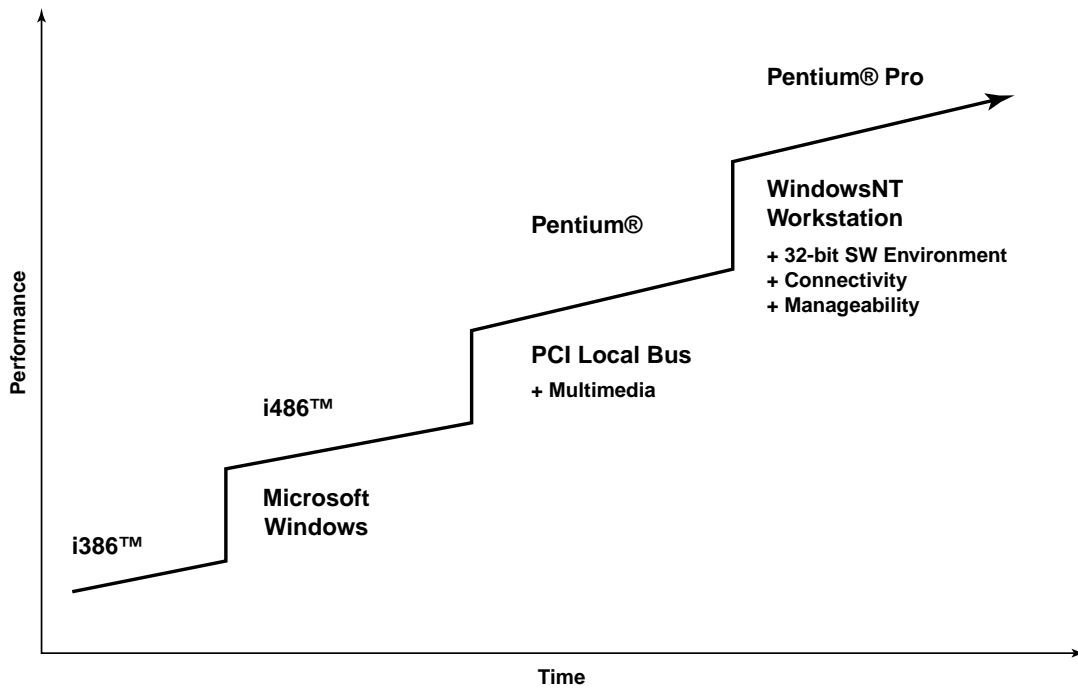 Pentium® Pro
WindowsNT
Workstation
+ 32-bit SW Environment
+ Connectivity
+ Manageability
Pentium®
PCI Local Bus
+ Multimedia
i486™
Microsoft
Windows
i386™
Performance
Time